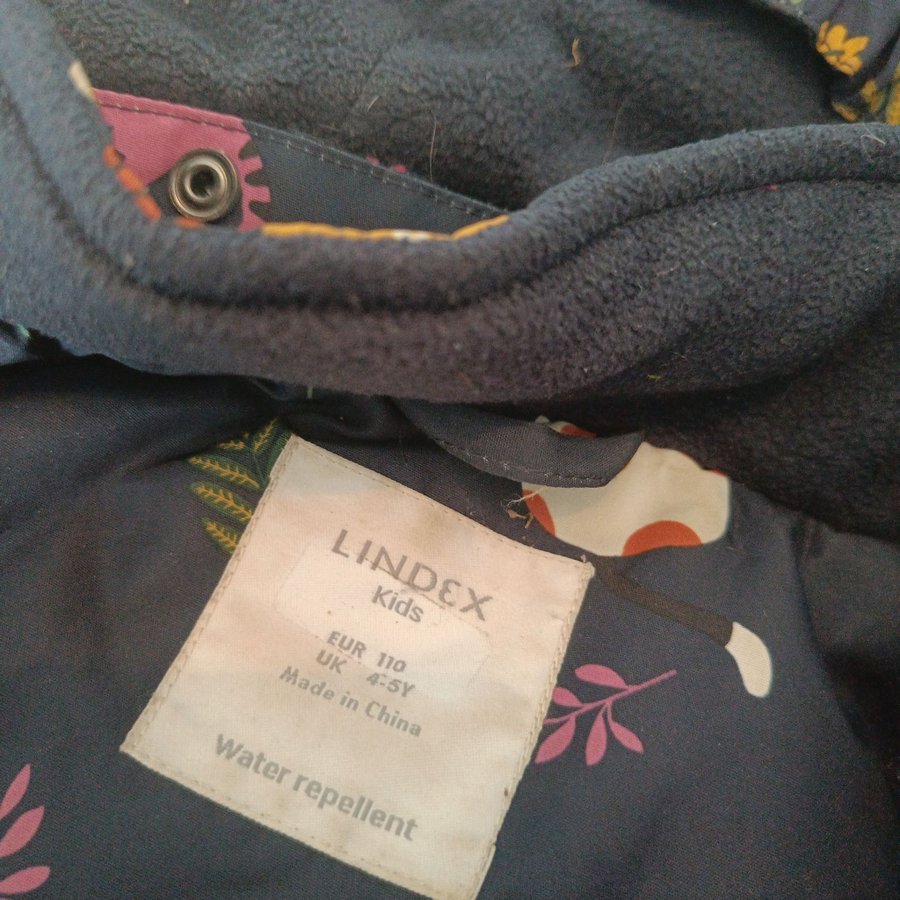 LINDEX
Kids
EUR 110
UK 4-5Y
Made in China
Water repellent